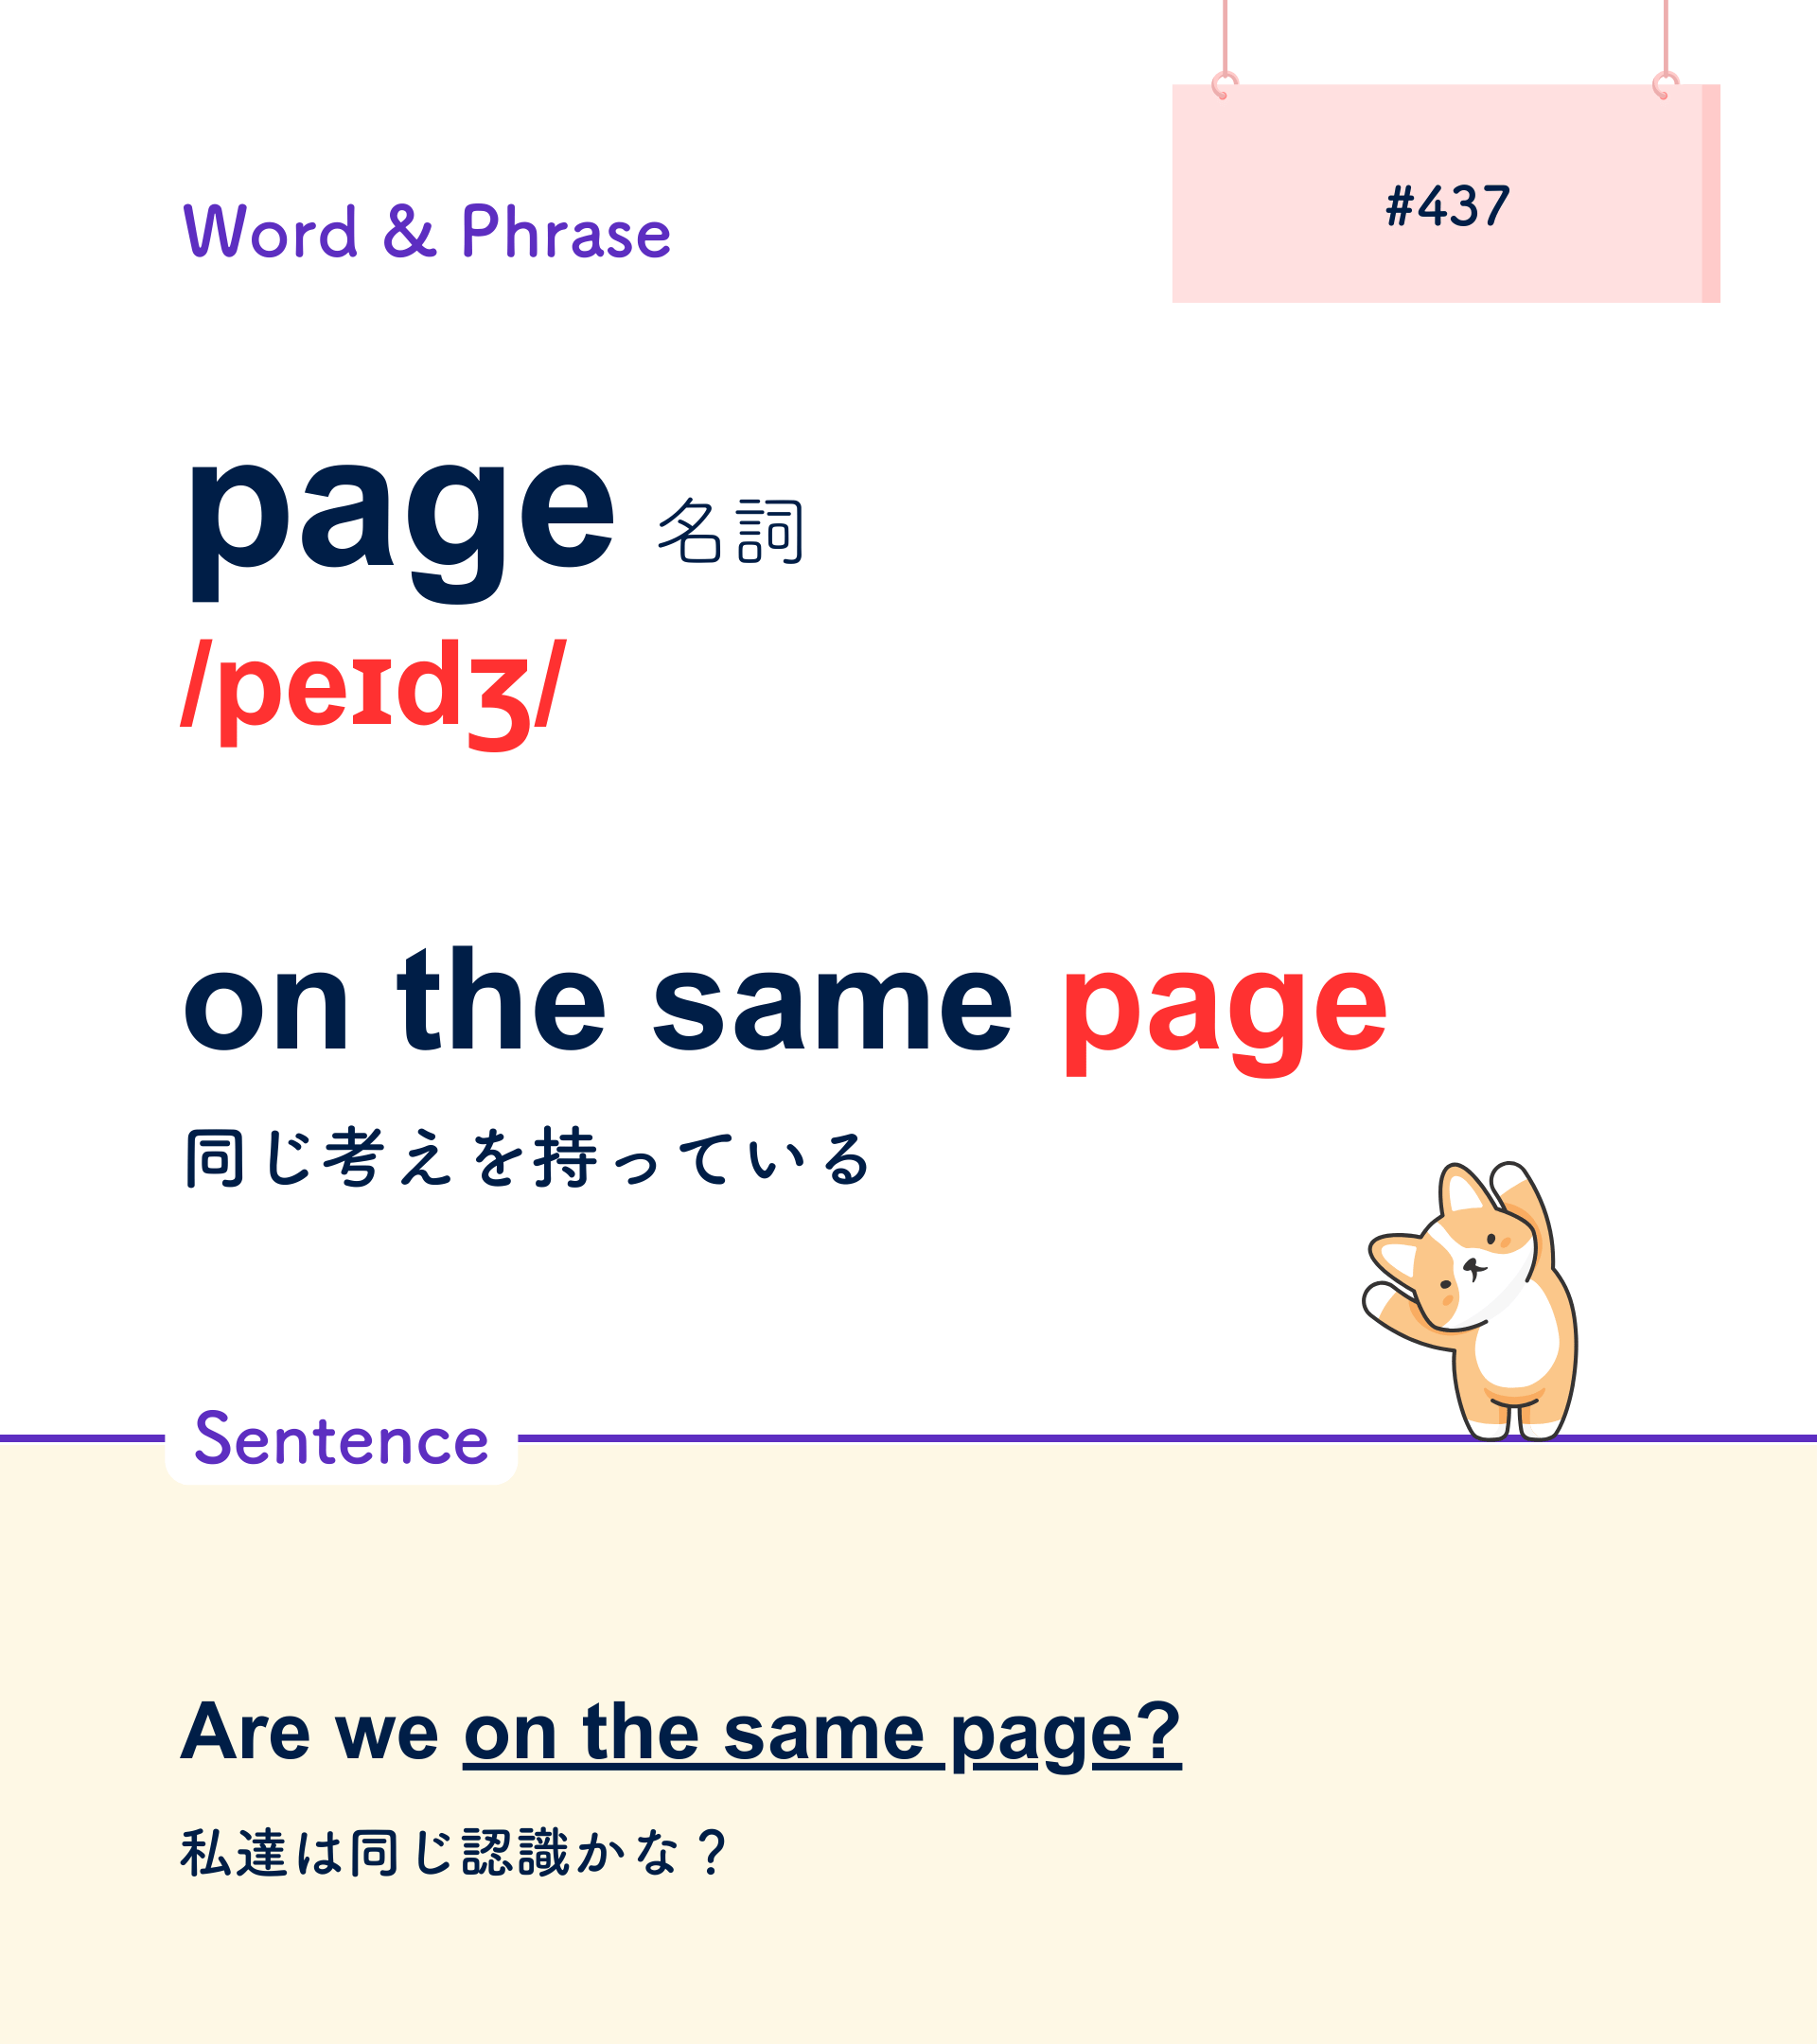 #437
Word & Phrase
page 名詞
/peɪdʒ/
on the same page
同じ考えを持っている
Sentence
Are we on the same page?
私達は同じ認識かな？